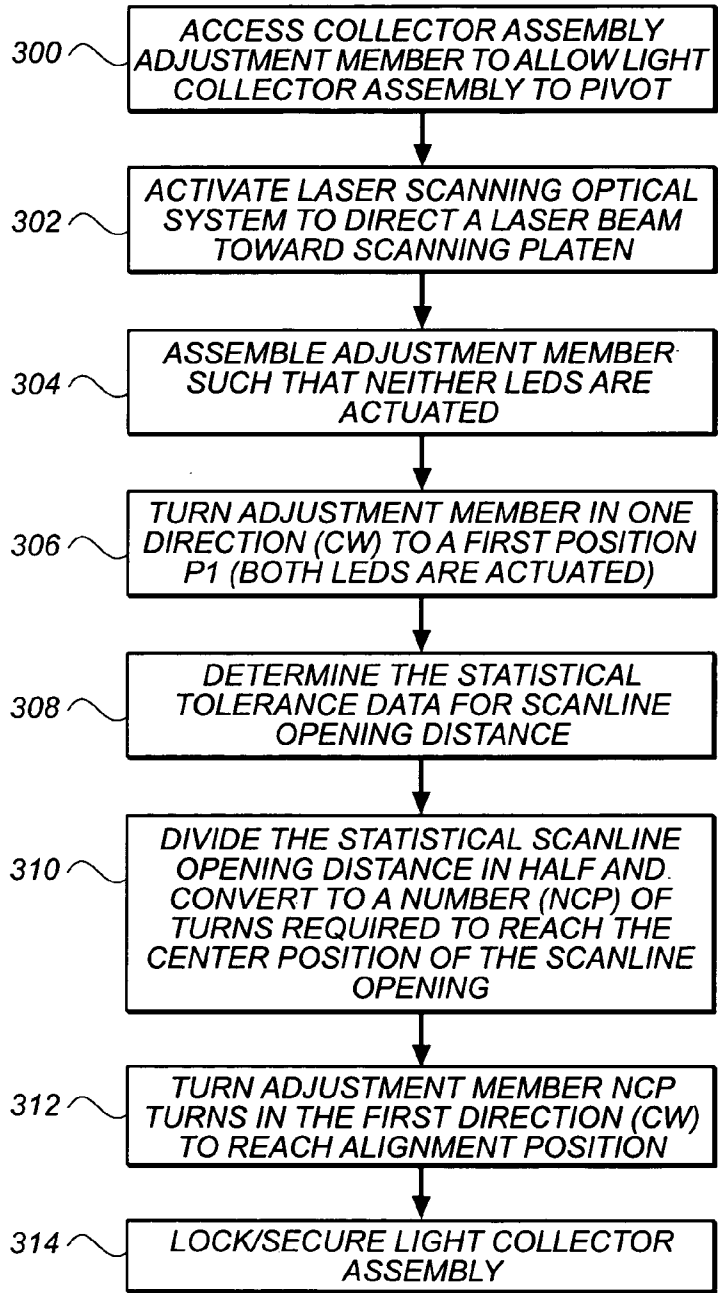 300
ACCESS COLLECTOR ASSEMBLY
ADJUSTMENT MEMBER TO ALLOW LIGHT
COLLECTOR ASSEMBLY TO PIVOT
302
ACTIVATE LASER SCANNING OPTICAL
SYSTEM TO DIRECT A LASER BEAM
TOWARD SCANNING PLATEN
304
ASSEMBLE ADJUSTMENT MEMBER
SUCH THAT NEITHER LEDS ARE
ACTUATED
306
TURN ADJUSTMENT MEMBER IN ONE
DIRECTION (CW) TO A FIRST POSITION
P1 (BOTH LEDS ARE ACTUATED)
308
DETERMINE THE STATISTICAL
TOLERANCE DATA FOR SCANLINE
OPENING DISTANCE
310
DIVIDE THE STATISTICAL SCANLINE
OPENING DISTANCE IN HALF AND
CONVERT TO A NUMBER (NCP) OF
TURNS REQUIRED TO REACH THE
CENTER POSITION OF THE SCANLINE
OPENING
312
TURN ADJUSTMENT MEMBER NCP
TURNS IN THE FIRST DIRECTION (CW)
TO REACH ALIGNMENT POSITION
314
LOCK/SECURE LIGHT COLLECTOR
ASSEMBLY